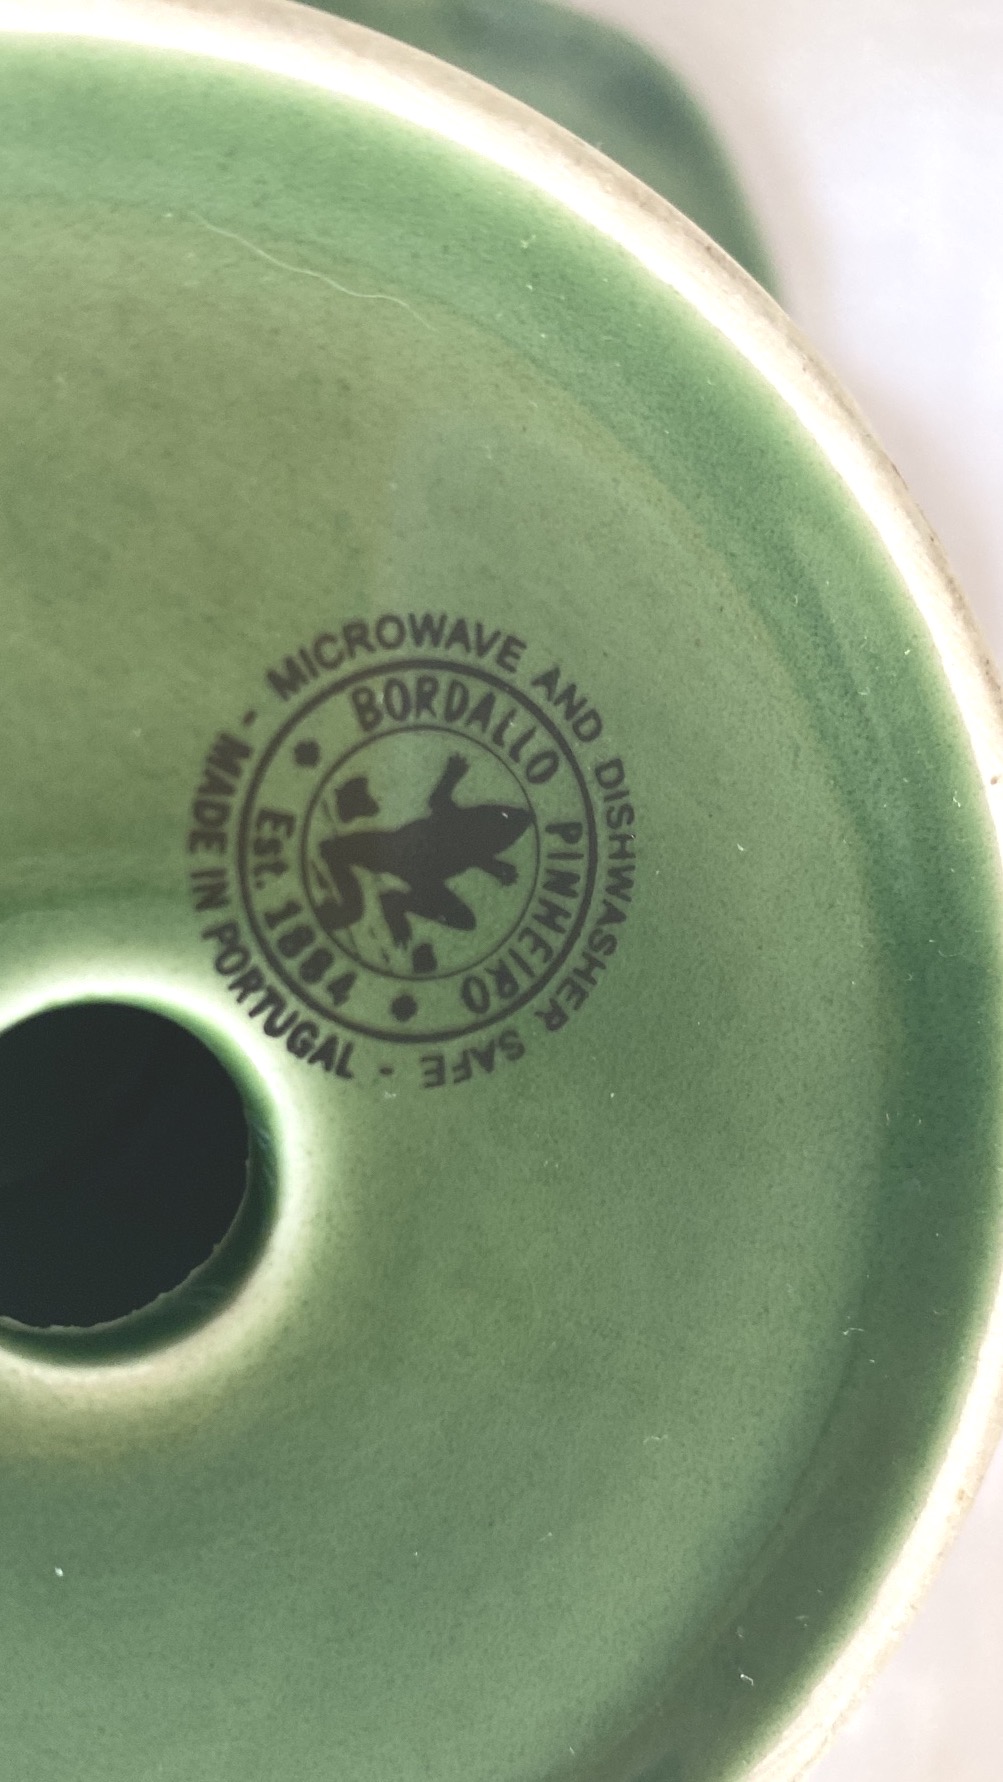 MICROWAVE AND DISHWASHER SAFE - MADE IN PORTUGAL -
BORDALLO PINHEIRO
Est. 1884